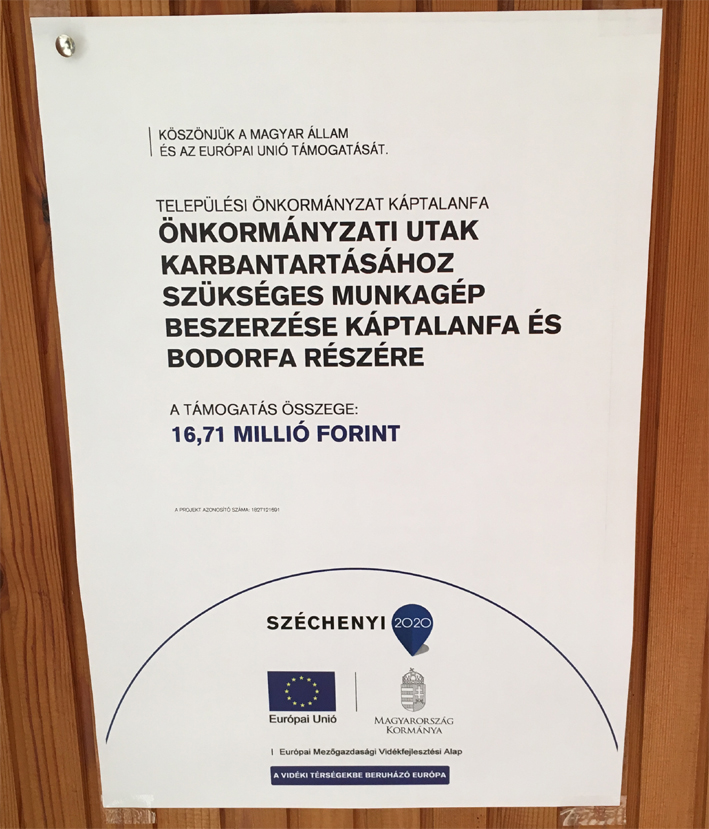 KÖSZÖNJÜK A MAGYAR ÁLLAM
ÉS AZ EURÓPAI UNIÓ TÁMOGATÁSÁT.
TELEPÜLÉSI ÖNKORMÁNYZAT KÁPTALANFA
ÖNKORMÁNYZATI UTAK
KARBANTARTÁSÁHOZ
SZÜKSÉGES MUNKAGÉP
BESZERZÉSE KÁPTALANFA ÉS
BODORFA RÉSZÉRE
A TÁMOGATÁS ÖSSZEGE:
16,71 MILLIÓ FORINT
A PROJEKT AZONOSÍTÓ SZÁMA:
SZÉCHENYI 2020
Európai Unió
MAGYARORSZÁG
KORMÁNYA
Európai Mezőgazdasági Vidékfejlesztési Alap
A VIDÉKI TÉRSÉGEKBE BERUHÁZÓ EURÓPA